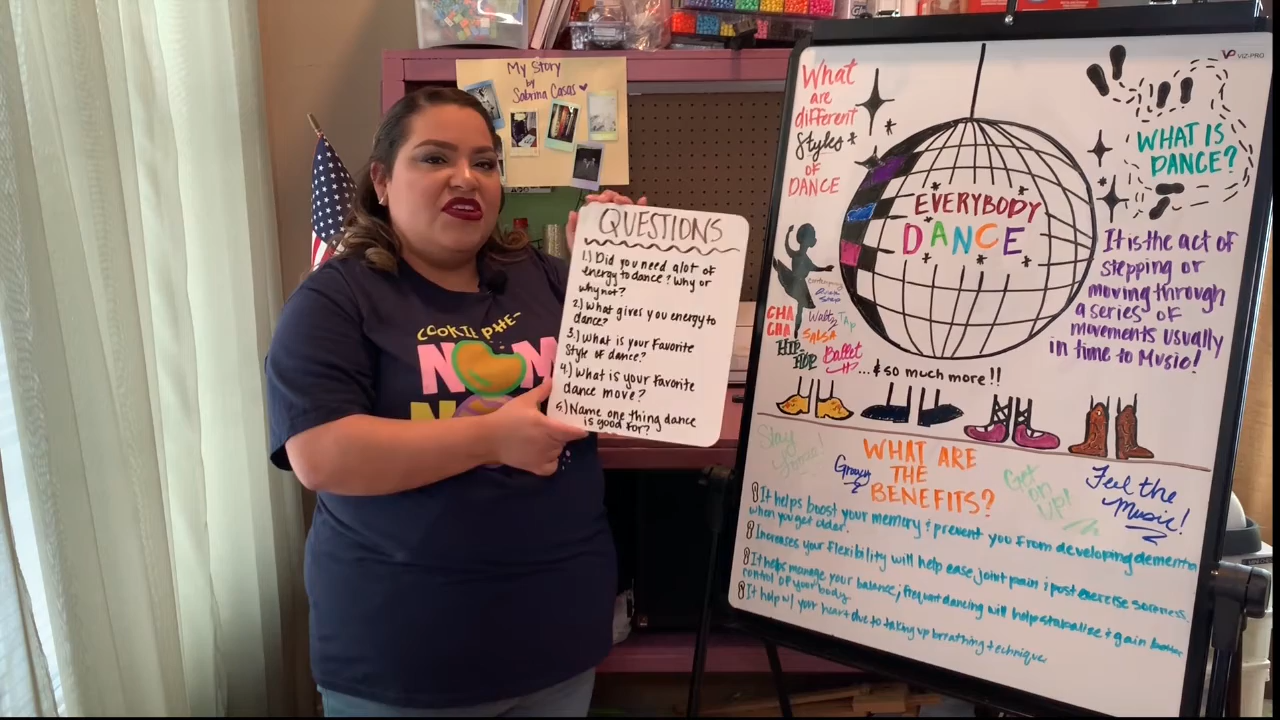 My Story
by
Sabrina Casas
COOKIN THE
NOM
N
QUESTIONS
1.) Did you need alot of
energy to dance? Why or
why not?
2.) What gives you energy to
dance?
3.) What is your Favorite
Style of dance?
4.) What is your Favorite
dance move?
5.) Name one thing dance
is good for?
VIZ-PRO
What
are
different
Styles
OF
DANCE
EVERYBODY
DANCE
WHAT IS
DANCE?
It is the act of
stepping or
moving through
a series of
movements usually
in time to Music!
contemporary
CHA
CHA
Waltz
TAP
SALSA
HIP-
HOP
Ballet
...& so much more!!
Stay
Groovy
WHAT ARE
THE
BENEFITS?
Get
on
up!
Feel the
Music!
It helps boost your memory & prevent you from developing dementia
when you get older.
Increases your flexibility will help ease joint pain & post exercise soreness.
It helps manage your balance; frequent dancing will help stabalize & gain better
control of your body
It help w/ your heart due to taking up breathing technique